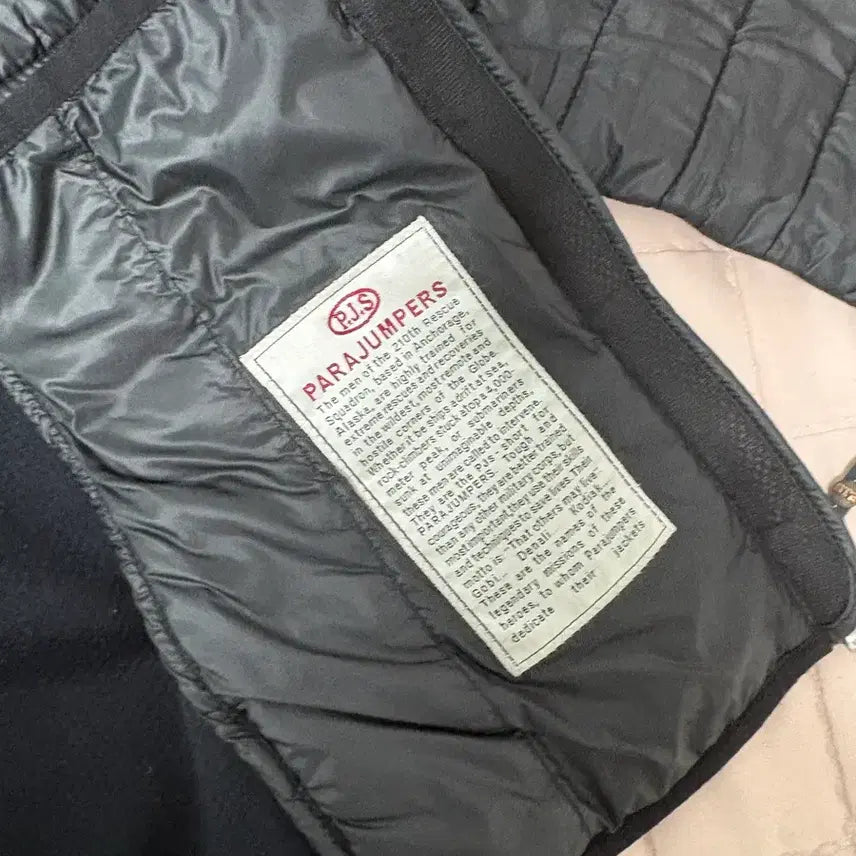 P.J.S
PARAJUMPERS
The men of the 210th Rescue
Squadron, based in Anchorage,
Alaska, are highly trained for
extreme rescues and recoveries
in the wildest, most remote and
hostile corners of the Globe.
Whether it be ships adrift at sea,
rock-climbers stuck atop a 4,000-
meter peak, or submariners
sunk at unimaginable depths,
these men are called to intervene.
They are the PJS -short for
PARAJUMPERS. Tough and
courageous, they are better trained
than any other military corps, but
most important they use their skills
and techniques to save lives. Their
motto is:-That others may live-
Gobi... Denali... Kodiak...
These are the names of the
legendary missions of these
heroes, to whom Parajumpers
dedicate their jackets